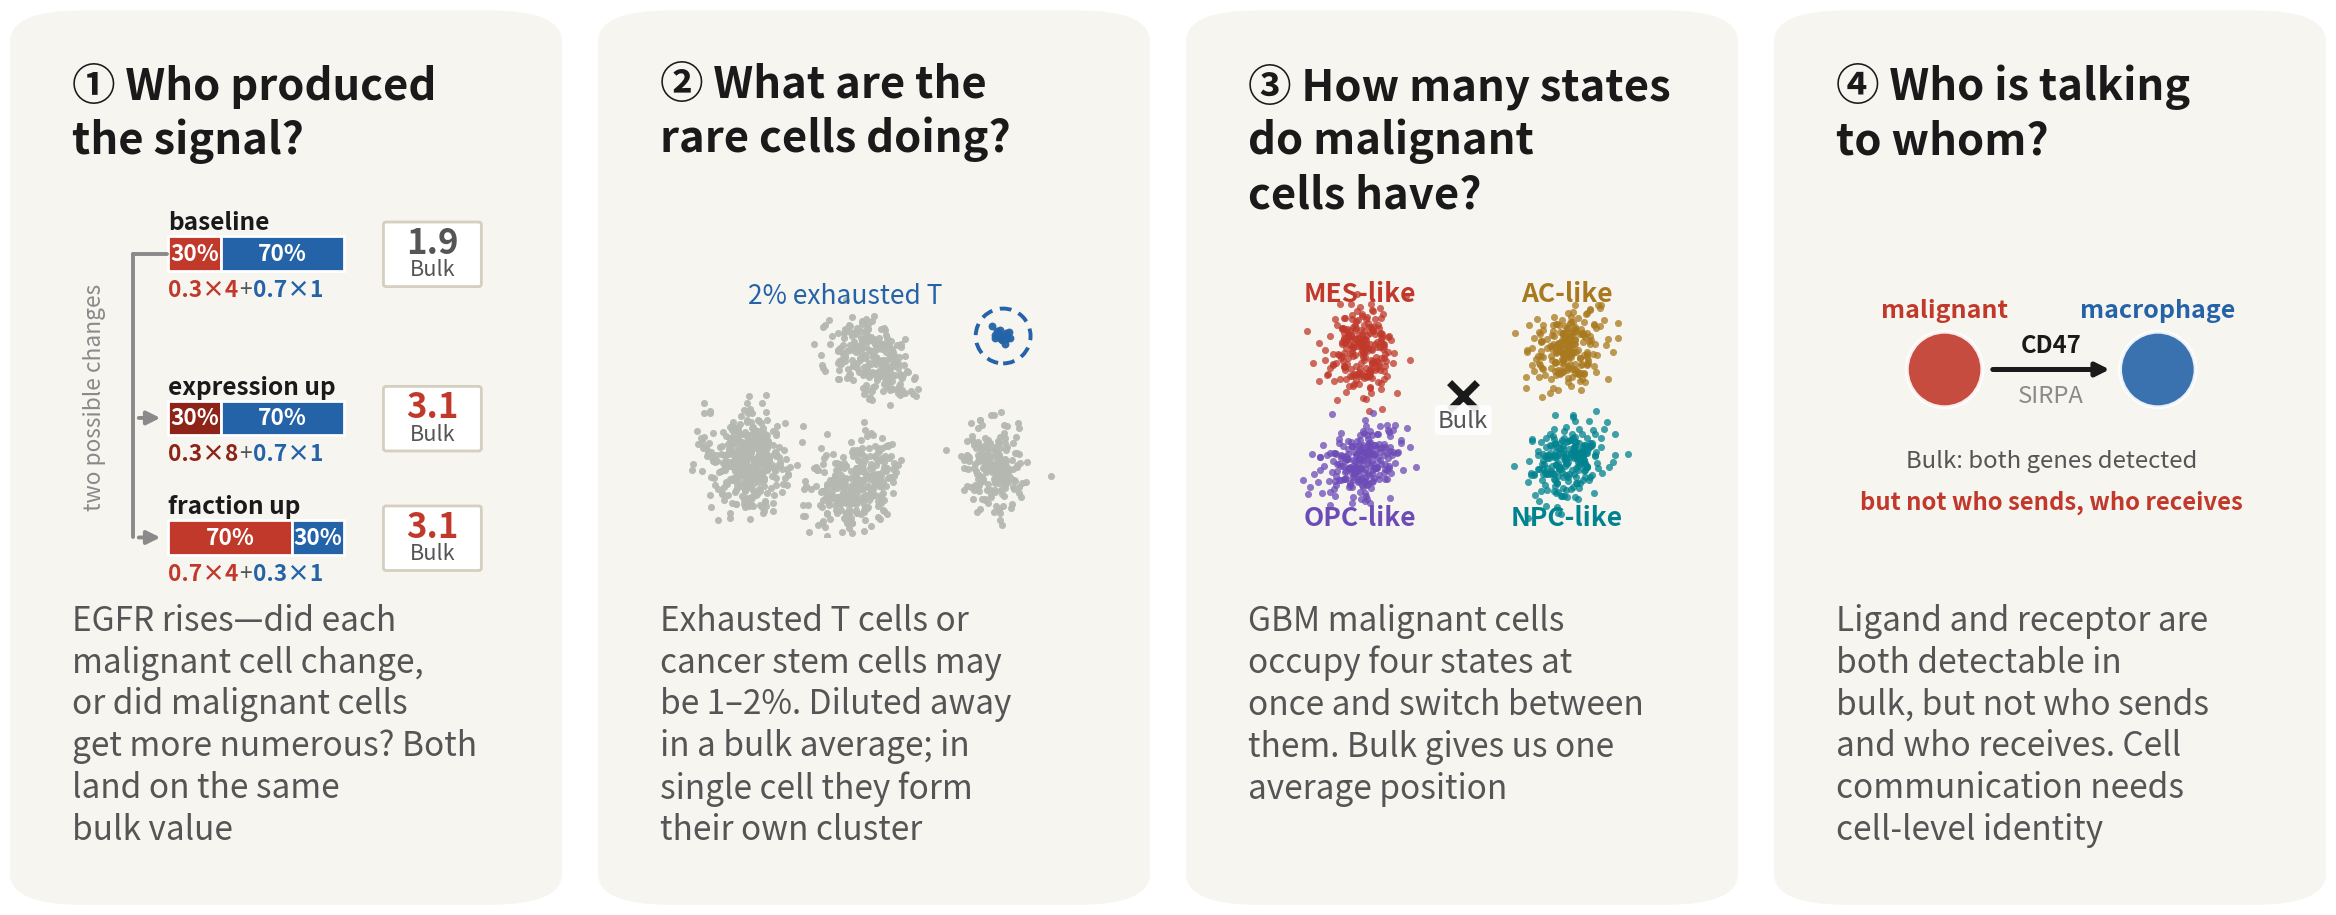 ① Who produced
the signal?
baseline
30% 70%
0.3×4+0.7×1
1.9
Bulk
two possible changes
expression up
30% 70%
0.3×8+0.7×1
3.1
Bulk
fraction up
70% 30%
0.7×4+0.3×1
3.1
Bulk
EGFR rises—did each
malignant cell change,
or did malignant cells
get more numerous? Both
land on the same
bulk value
② What are the
rare cells doing?
2% exhausted T
Exhausted T cells or
cancer stem cells may
be 1–2%. Diluted away
in a bulk average; in
single cell they form
their own cluster
③ How many states
do malignant
cells have?
MES-like
AC-like
Bulk
OPC-like
NPC-like
GBM malignant cells
occupy four states at
once and switch between
them. Bulk gives us one
average position
④ Who is talking
to whom?
malignant
macrophage
CD47
SIRPA
Bulk: both genes detected
but not who sends, who receives
Ligand and receptor are
both detectable in
bulk, but not who sends
and who receives. Cell
communication needs
cell-level identity